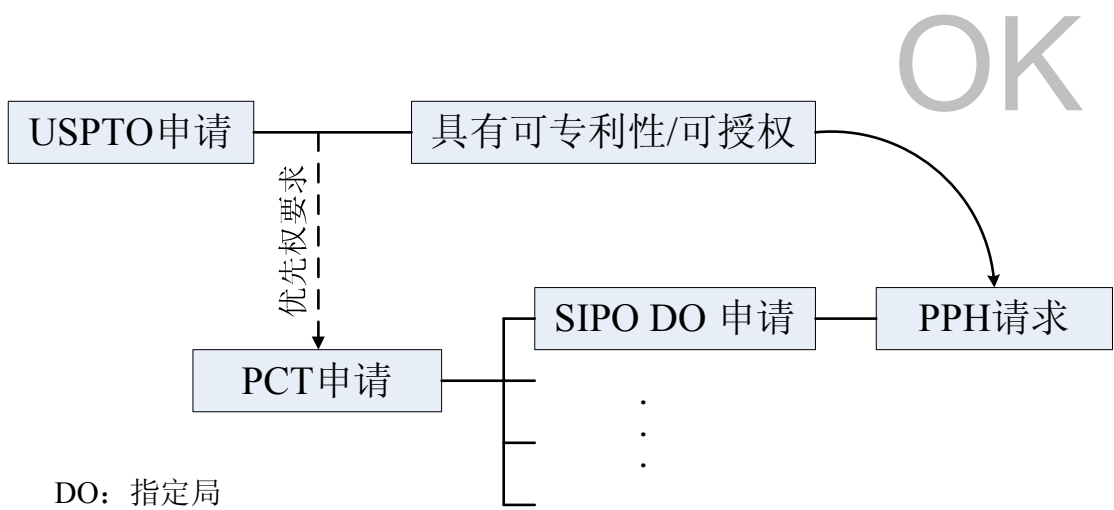 OK
USPTO申请
具有可专利性/可授权
优先权要求
SIPO DO 申请
PPH请求
PCT申请
DO：指定局